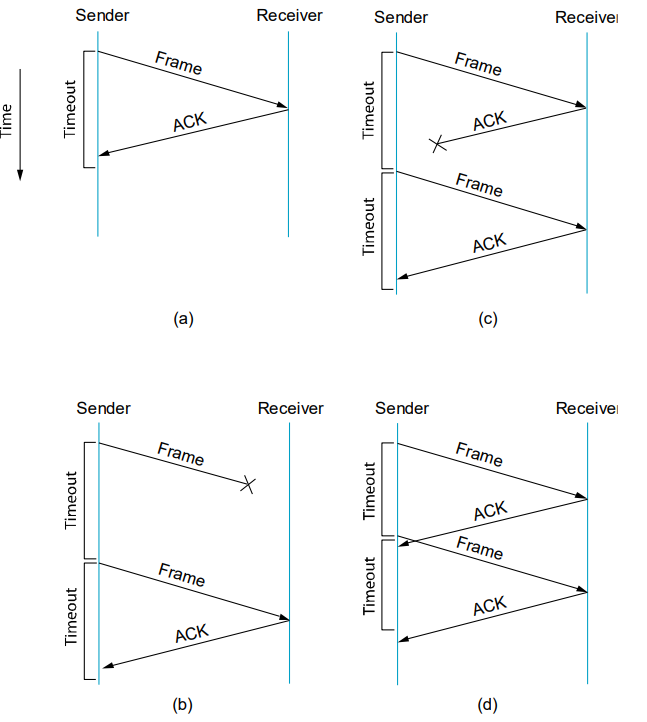 Sender
Receiver
Time
Timeout
Frame
ACK
(a)
Sender
Receiver
Timeout
Frame
ACK
Timeout
Frame
ACK
(c)
Sender
Receiver
Timeout
Frame
Timeout
Frame
ACK
(b)
Sender
Receiver
Timeout
Frame
ACK
Timeout
Frame
ACK
(d)